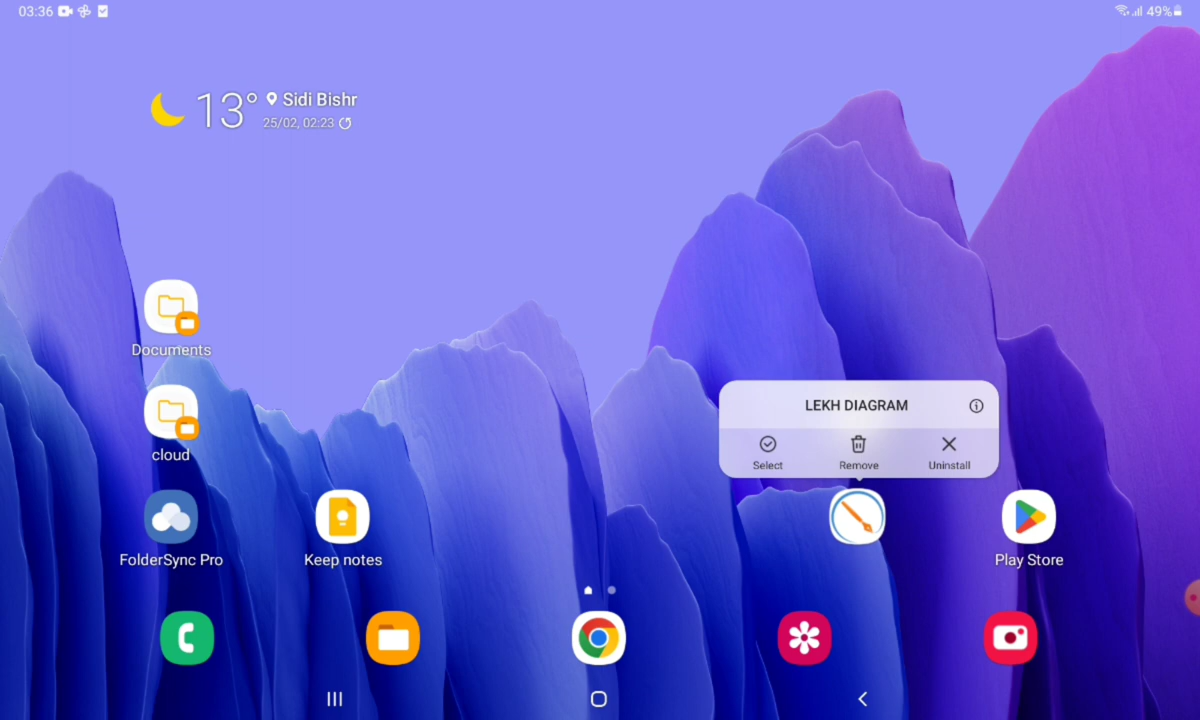 03:36
49%
13°
Sidi Bishr
25/02, 02:23
Documents
cloud
LEKH DIAGRAM
Select
Remove
Uninstall
FolderSync Pro
Keep notes
Play Store